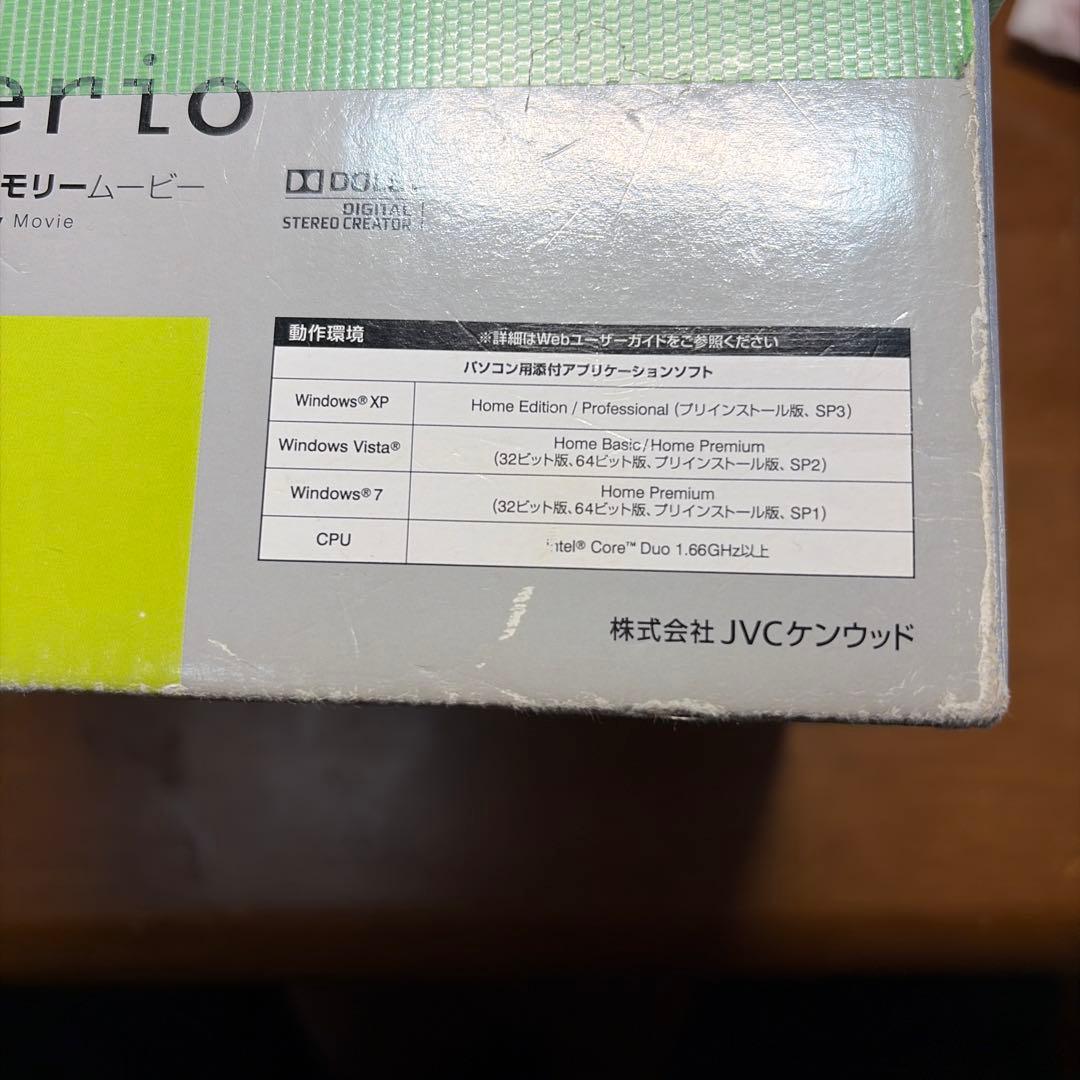 erio
モリームービー
Movie
DIGITAL
STEREO CREATOR
動作環境 ※詳細はWebユーザーガイドをご参照ください
パソコン用添付アプリケーションソフト
Windows® XP Home Edition / Professional (プリインストール版、SP3)
Windows Vista® Home Basic/Home Premium
(32ビット版、64ビット版、プリインストール版、SP2)
Windows® 7 Home Premium
(32ビット版、64ビット版、プリインストール版、SP1)
CPU Intel® Core™ Duo 1.66GHz以上
株式会社 JVCケンウッド